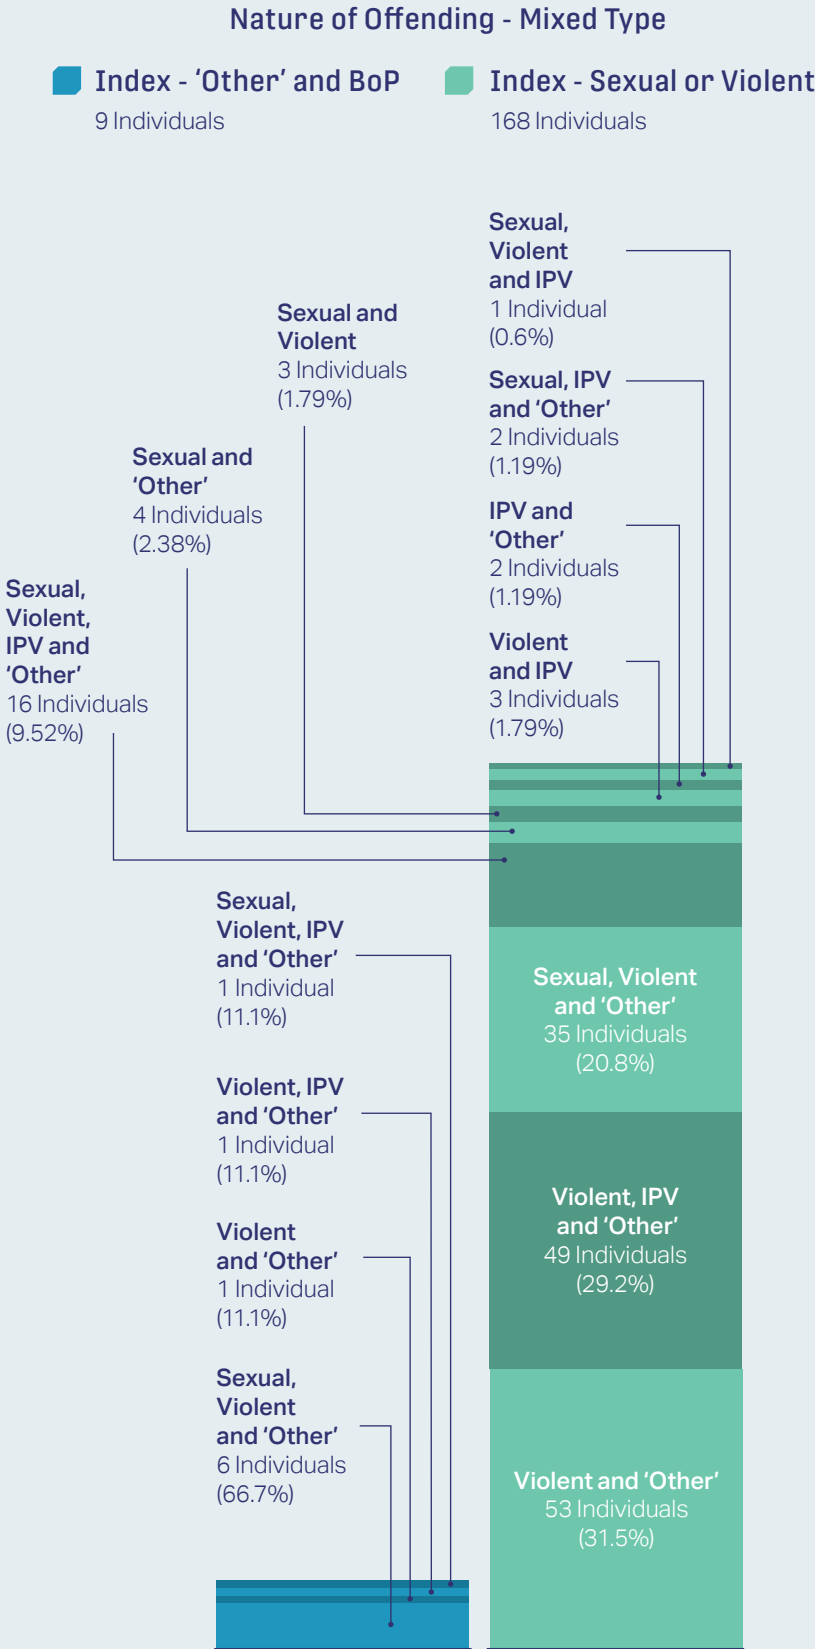 Nature of Offending - Mixed Type
Index - ‘Other’ and BoP
9 Individuals
Index - Sexual or Violent
168 Individuals
Sexual,
Violent
and IPV
1 Individual
(0.6%)
Sexual and
Violent
3 Individuals
(1.79%)
Sexual, IPV
and ‘Other’
2 Individuals
(1.19%)
Sexual and
‘Other’
4 Individuals
(2.38%)
IPV and
‘Other’
2 Individuals
(1.19%)
Sexual,
Violent,
IPV and
‘Other’
16 Individuals
(9.52%)
Violent
and IPV
3 Individuals
(1.79%)
Sexual,
Violent, IPV
and ‘Other’
1 Individual
(11.1%)
Sexual, Violent
and ‘Other’
35 Individuals
(20.8%)
Violent, IPV
and ‘Other’
1 Individual
(11.1%)
Violent, IPV
and ‘Other’
49 Individuals
(29.2%)
Violent
and ‘Other’
1 Individual
(11.1%)
Sexual,
Violent
and ‘Other’
6 Individuals
(66.7%)
Violent and ‘Other’
53 Individuals
(31.5%)